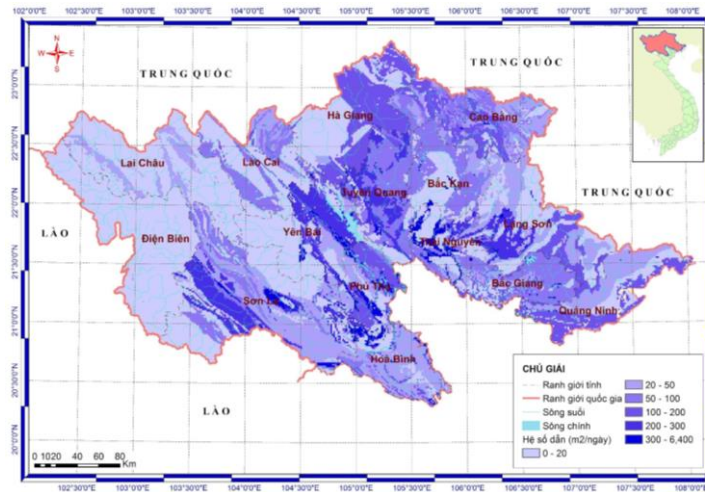 102°0'0"E 102°30'0"E 103°0'0"E 103°30'0"E 104°0'0"E 104°30'0"E 105°0'0"E 105°30'0"E 106°0'0"E 106°30'0"E 107°0'0"E 107°30'0"E 108°0'0"E
N
W E
S
TRUNG QUỐC
TRUNG QUỐC
Hà Giang
Cao Bằng
Lai Châu
Lào Cai
Bắc Kạn
Tuyên Quang
TRUNG QUỐC
LÀO
Điện Biên
Yên Bái
Lạng Sơn
Thái Nguyên
Phú Thọ
Bắc Giang
Sơn La
Quảng Ninh
Hoà Bình
LÀO
CHÚ GIẢI
Ranh giới tỉnh
Ranh giới quốc gia
Sông suối
Sông chính
Hệ số dẫn (m2/ngày)
0 - 20
20 - 50
50 - 100
100 - 200
200 - 300
300 - 6,400
0 10 20 40 60 80
Km
102°30'0"E 103°0'0"E 103°30'0"E 104°0'0"E 104°30'0"E 105°0'0"E 105°30'0"E 106°0'0"E 106°30'0"E 107°0'0"E 107°30'0"E 108°0'0"E